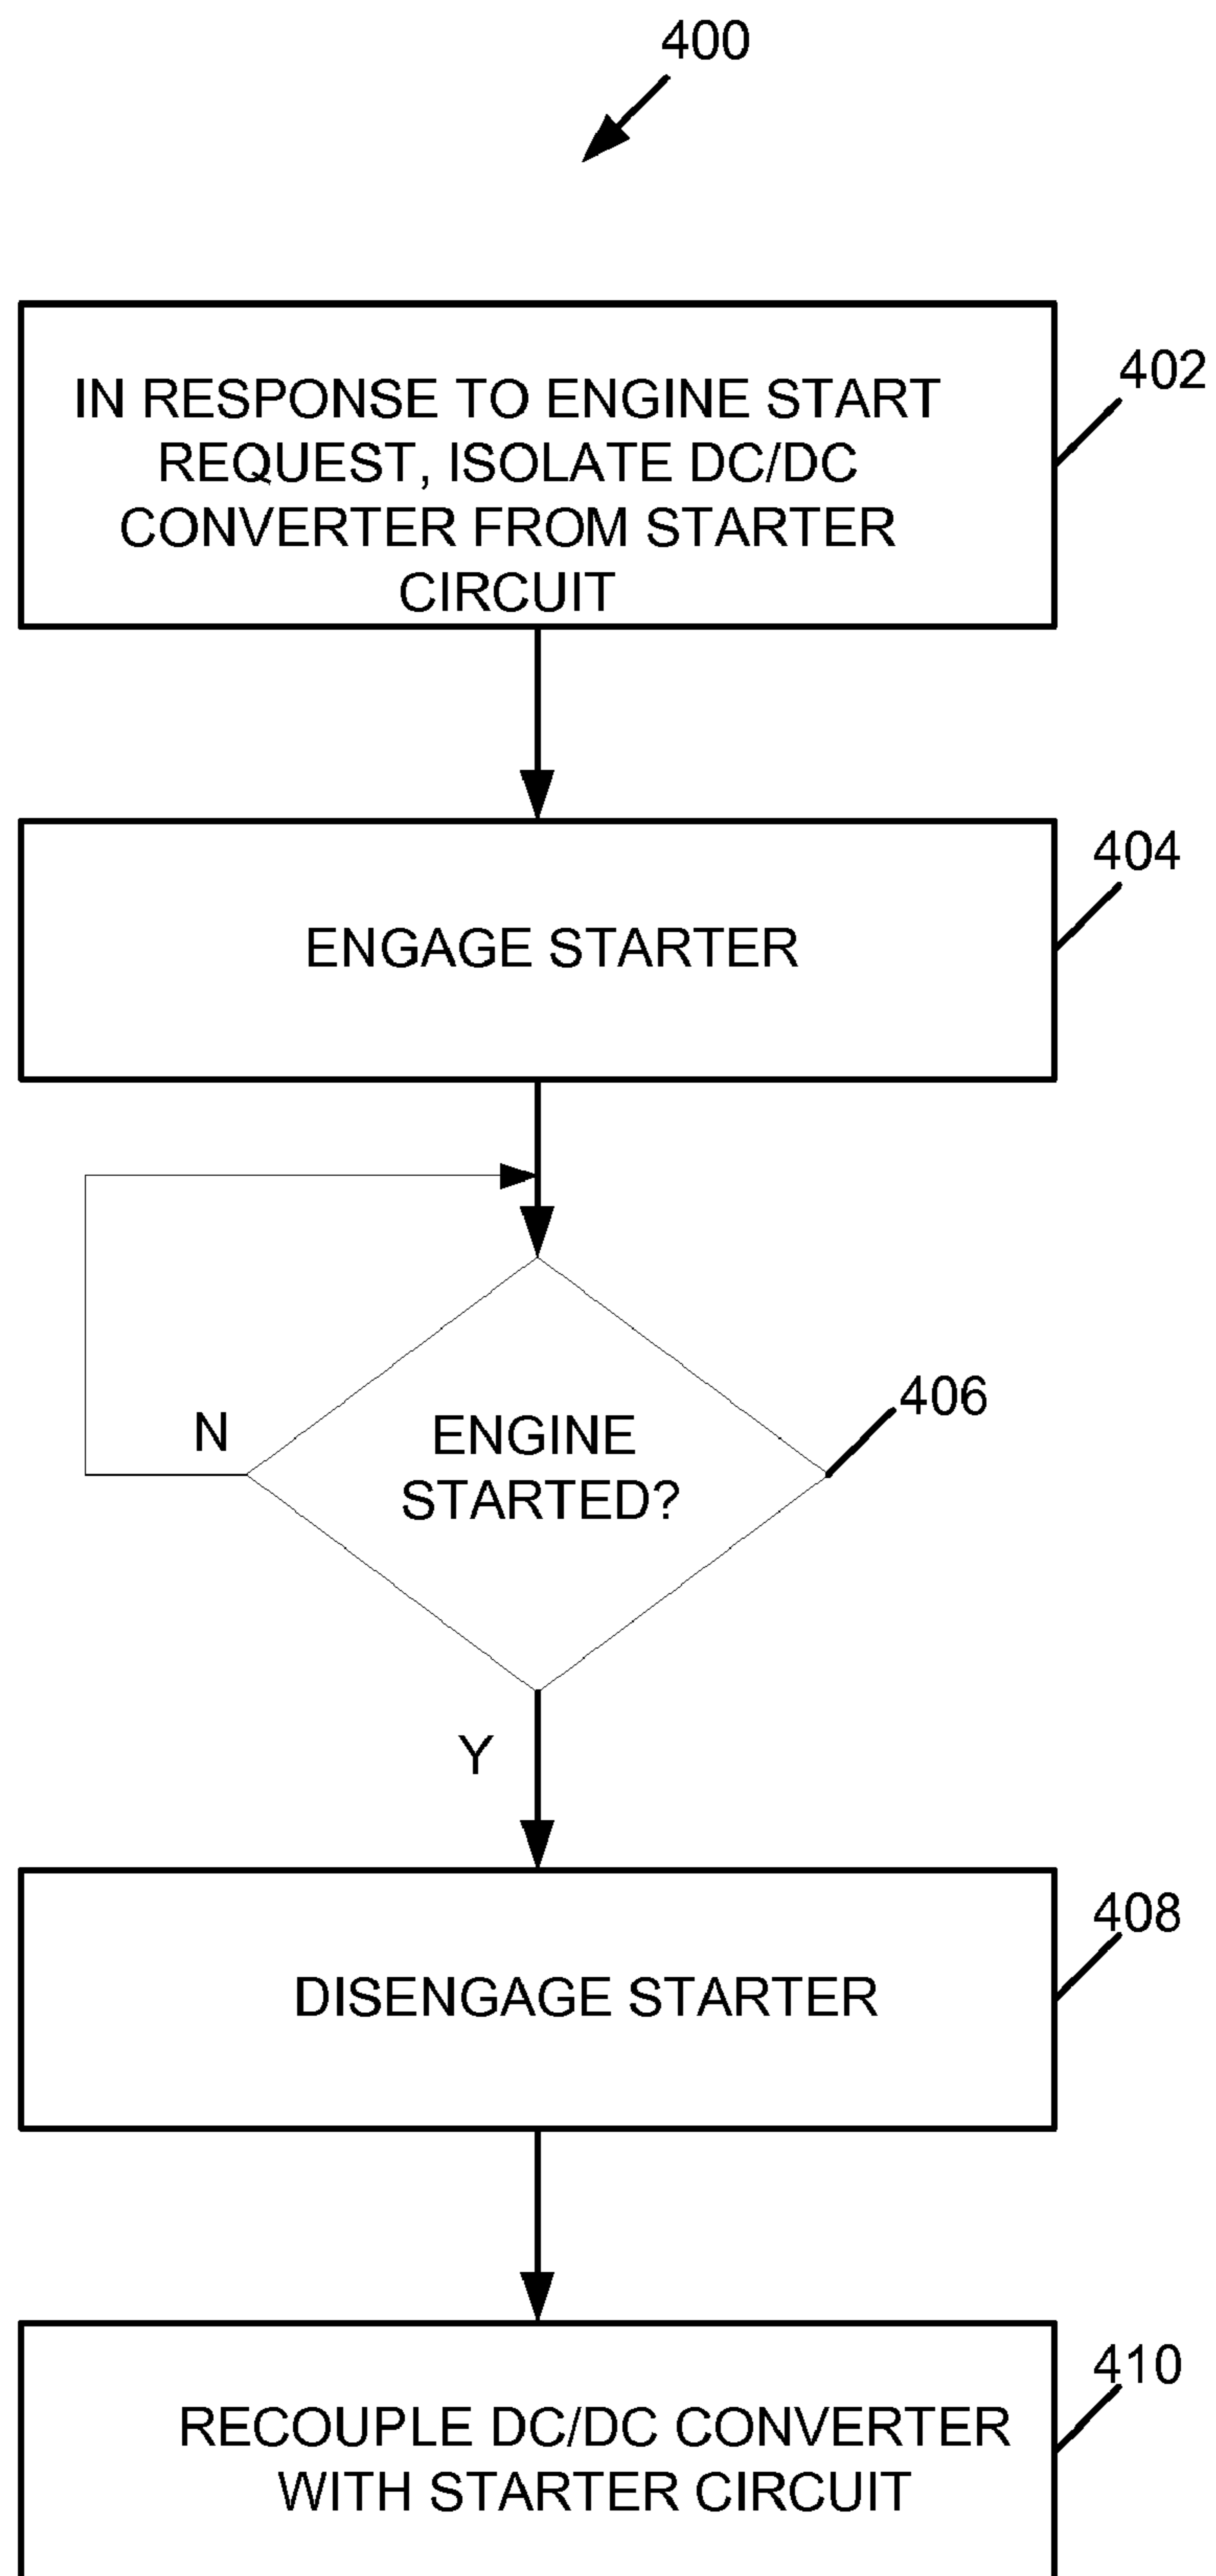 400
IN RESPONSE TO ENGINE START
REQUEST, ISOLATE DC/DC
CONVERTER FROM STARTER
CIRCUIT
402
ENGAGE STARTER
404
ENGINE
STARTED?
406
N
Y
DISENGAGE STARTER
408
RECOUPLE DC/DC CONVERTER
WITH STARTER CIRCUIT
410